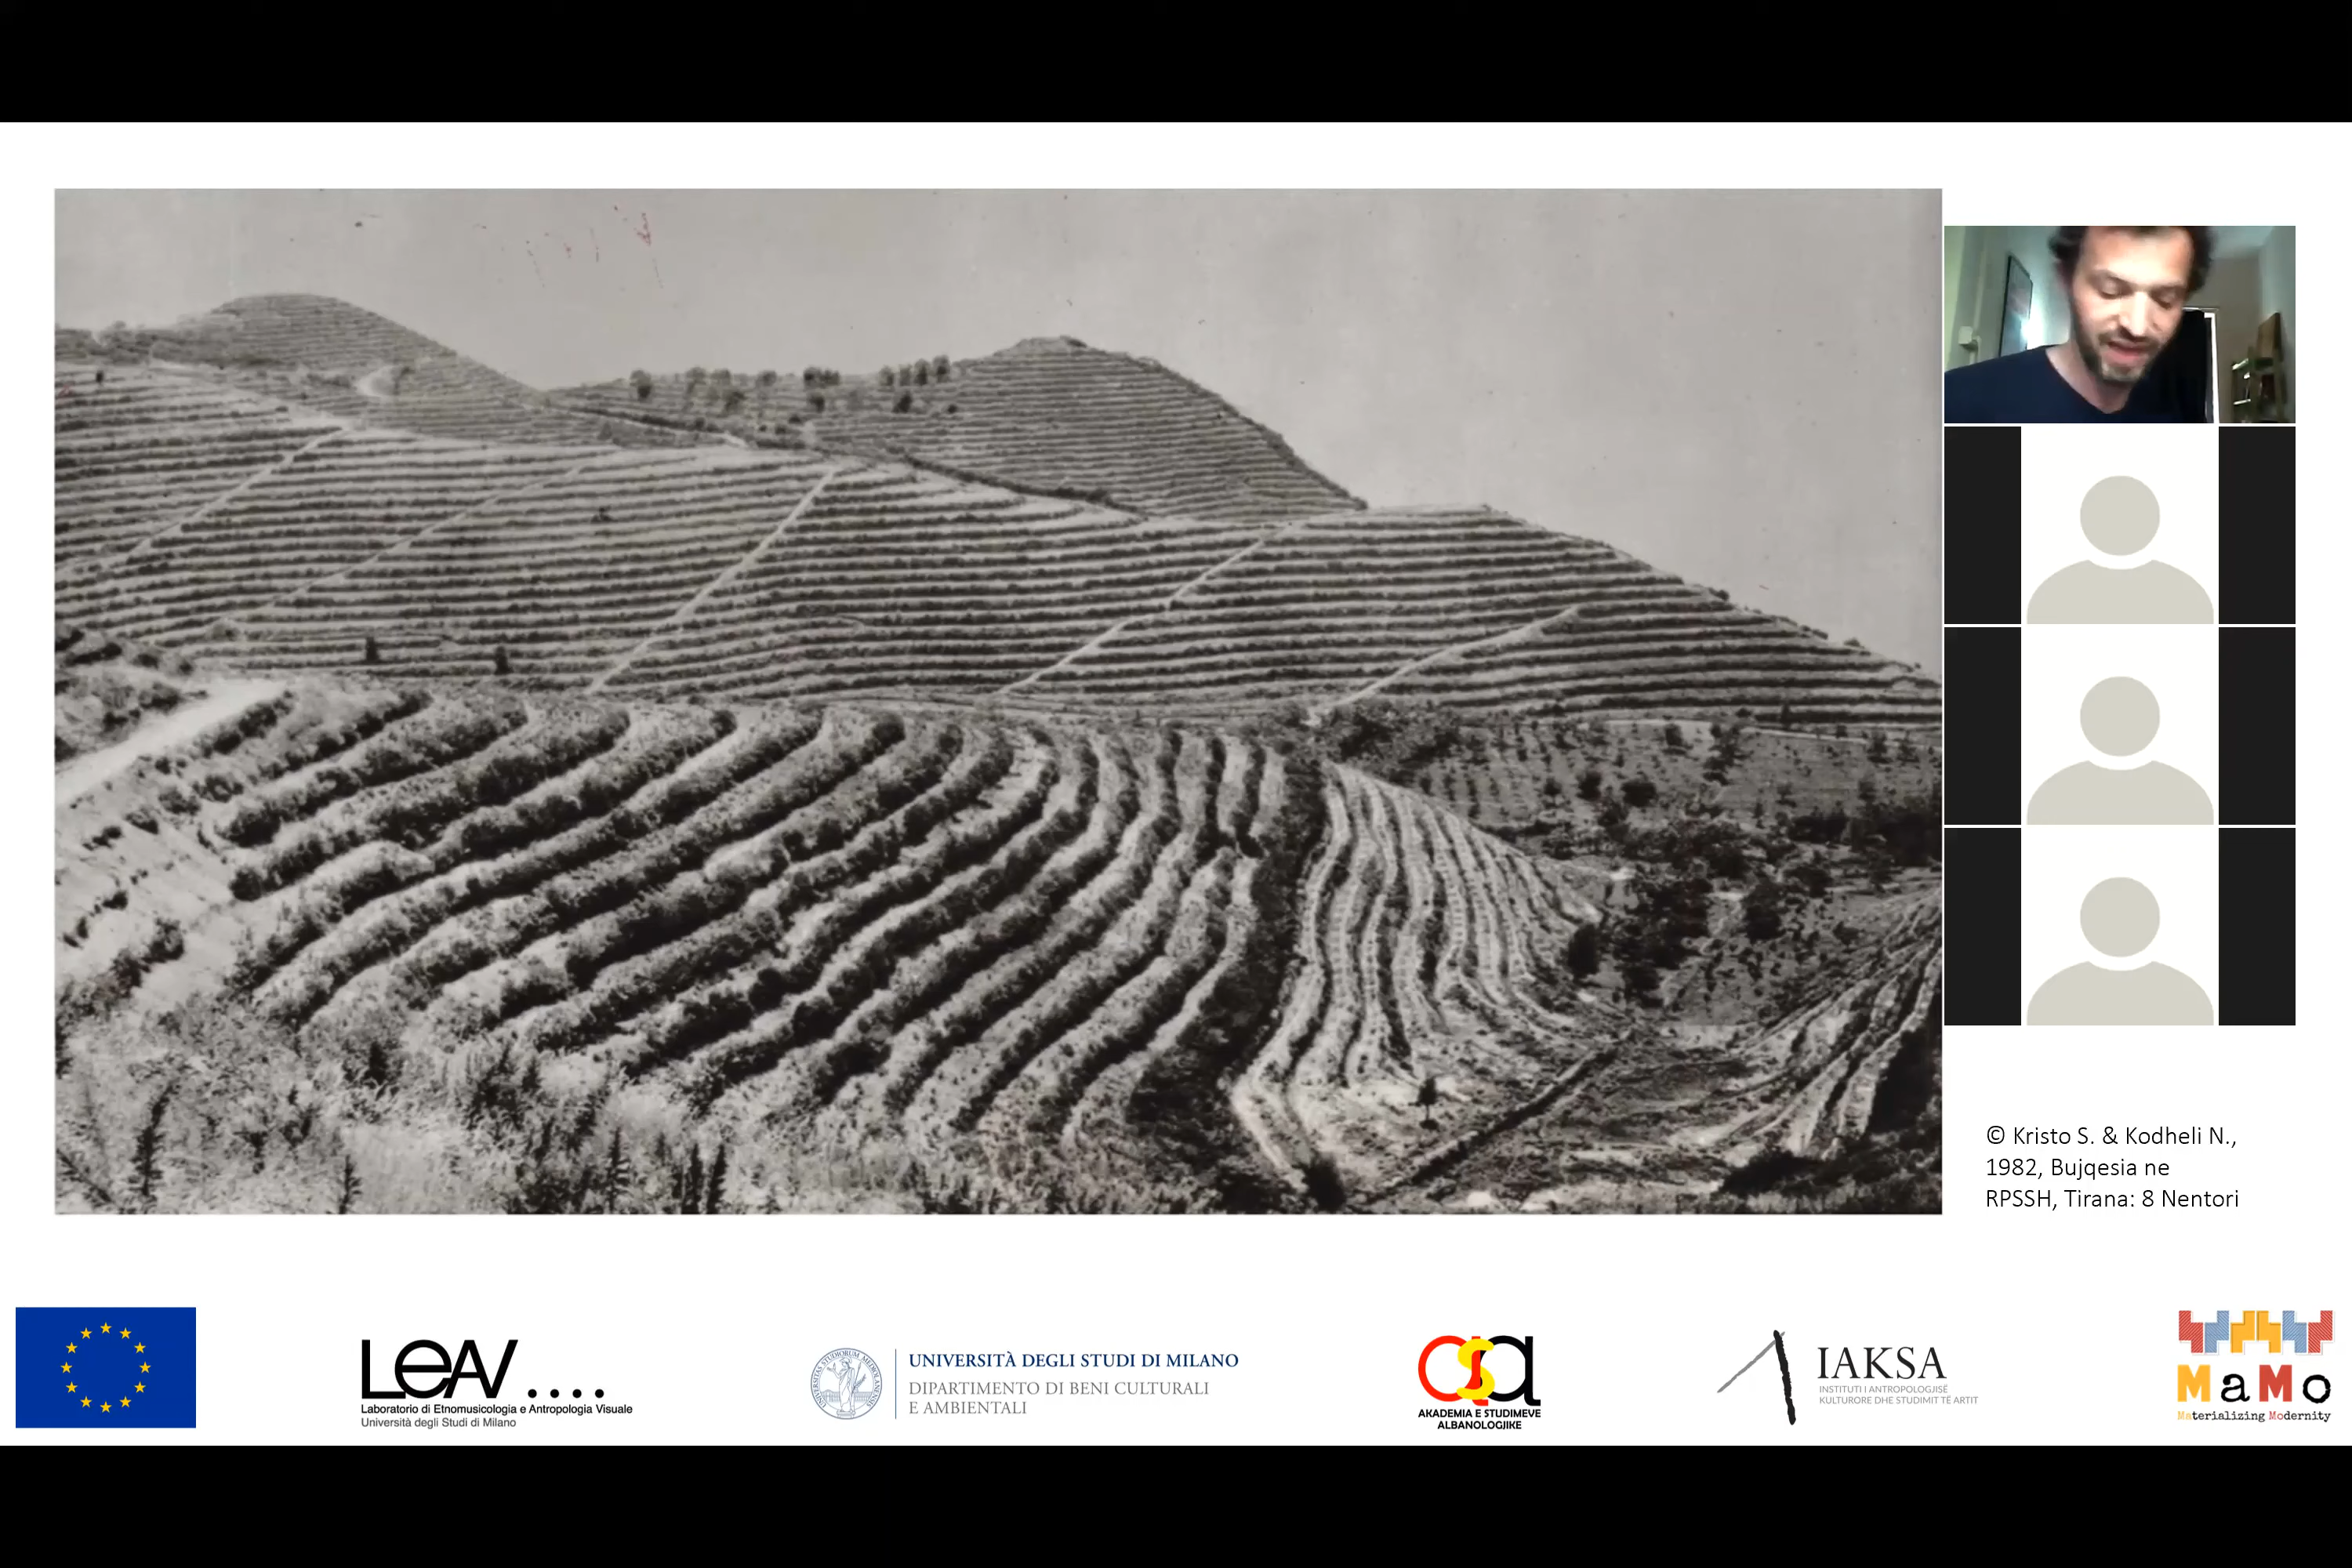 © Kristo S. & Kodheli N.,
1982, Bujqesia ne
RPSSH, Tirana: 8 Nentori
LeAV....
Laboratorio di Etnomusicologia e Antropologia Visuale
Università degli Studi di Milano
UNIVERSITÀ DEGLI STUDI DI MILANO
DIPARTIMENTO DI BENI CULTURALI
E AMBIENTALI
asa
AKADEMIA E STUDIMEVE
ALBANOLOGJIKE
IAKSA
INSTITUTI I ANTROPOLOGJISË
KULTURORE DHE STUDIMIT TË ARTIT
MaMo
Materializing Modernity